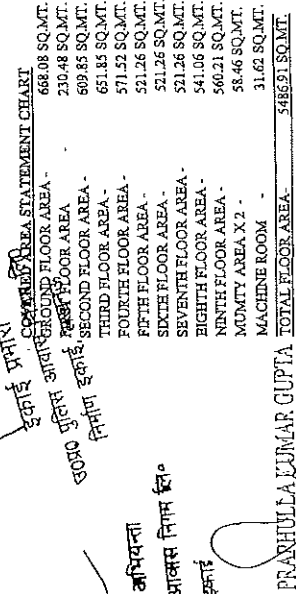 COVERED AREA STATEMENT CHART
GROUND FLOOR AREA - 668.08 SQ.MT.
FLOOR AREA - 230.48 SQ.MT.
SECOND FLOOR AREA - 609.85 SQ.MT.
THIRD FLOOR AREA - 651.85 SQ.MT.
FOURTH FLOOR AREA - 571.52 SQ.MT.
FIFTH FLOOR AREA - 521.26 SQ.MT.
SIXTH FLOOR AREA - 521.26 SQ.MT.
SEVENTH FLOOR AREA - 521.26 SQ.MT.
EIGHTH FLOOR AREA - 541.06 SQ.MT.
NINTH FLOOR AREA - 560.21 SQ.MT.
MUMTY AREA X 2 - 58.46 SQ.MT.
MACHINE ROOM - 31.62 SQ.MT.
TOTAL FLOOR AREA- 5486.91 SQ.MT.
इकाई प्रभारी
उ0प्र0 पुलिस आवास
निर्माण इकाई,
अभियन्ता
निगम लि०
इकाई
PRARHULLA KUMAR GUPTA